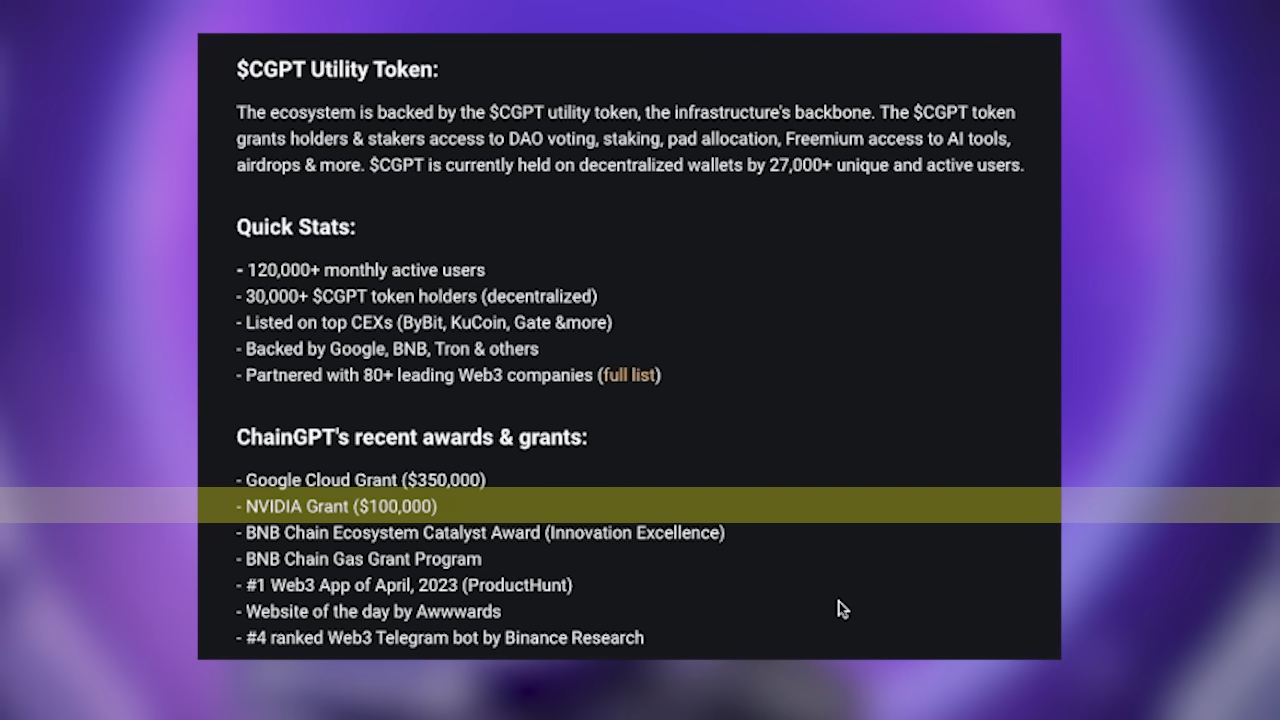 $CGPT Utility Token:
The ecosystem is backed by the $CGPT utility token, the infrastructure's backbone. The $CGPT token
grants holders & stakers access to DAO voting, staking, pad allocation, Freemium access to AI tools,
airdrops & more. $CGPT is currently held on decentralized wallets by 27,000+ unique and active users.
Quick Stats:
- 120,000+ monthly active users
- 30,000+ $CGPT token holders (decentralized)
- Listed on top CEXs (ByBit, KuCoin, Gate &more)
- Backed by Google, BNB, Tron & others
- Partnered with 80+ leading Web3 companies (full list)
ChainGPT's recent awards & grants:
- Google Cloud Grant ($350,000)
- NVIDIA Grant ($100,000)
- BNB Chain Ecosystem Catalyst Award (Innovation Excellence)
- BNB Chain Gas Grant Program
- #1 Web3 App of April, 2023 (ProductHunt)
- Website of the day by Awwwards
- #4 ranked Web3 Telegram bot by Binance Research